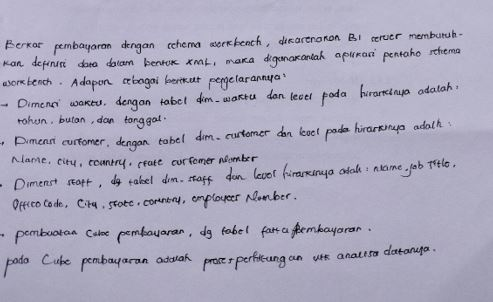 Berkas pembayaran dengan schema workbench, dikarenakan BI server membutuh-
kan definisi data dalam bentuk XML, maka digunakanlah aplikasi pentaho schema
workbench. Adapun sebagai berikut penjelarannya:
→ Dimensi waktu, dengan tabel dim_waktu dan level pada hirarkinya adalah:
tahun, bulan, dan tanggal.
• Dimensi customer, dengan tabel dim_customer dan level pada hirarkinya adalh:
Name, city, country, state customer Number
• Dimensi staff, dg tabel dim_staff dan level hirarkinya adalah: Name, Job Title,
Office Code, City, state, country, employees Number.
• pembuatan Cube pembayaran, dg tabel fakta pembayaran.
pada Cube pembayaran adalah proses perhitungan utk analisa datanya.